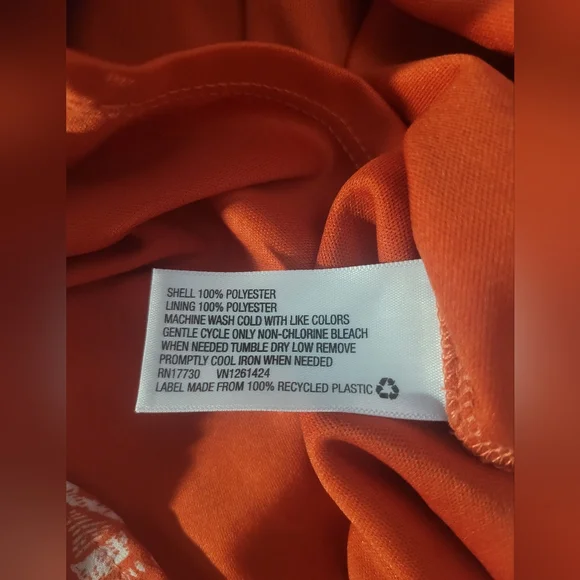 SHELL 100% POLYESTER
LINING 100% POLYESTER
MACHINE WASH COLD WITH LIKE COLORS
GENTLE CYCLE ONLY NON-CHLORINE BLEACH
WHEN NEEDED TUMBLE DRY LOW REMOVE
PROMPTLY COOL IRON WHEN NEEDED
RN17730 VN1261424
LABEL MADE FROM 100% RECYCLED PLASTIC